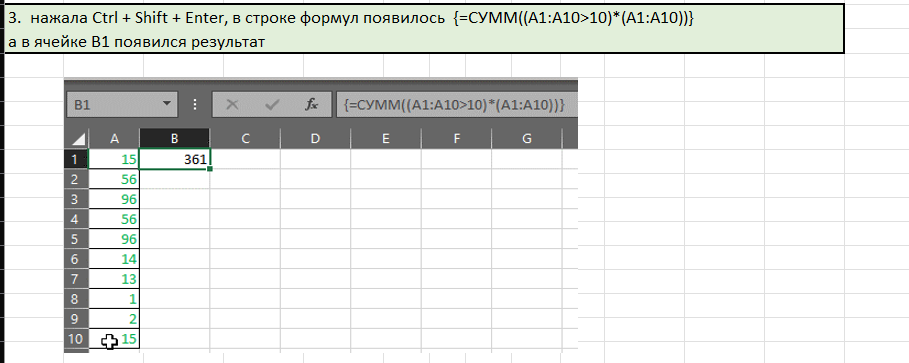 3. нажала Ctrl + Shift + Enter, в строке формул появилось {=СУММ((A1:A10>10)*(A1:A10))}
а в ячейке B1 появился результат
B1 fx {=СУММ((A1:A10>10)*(A1:A10))}
A B C D E F G
1 15 361
2 56
3 96
4 56
5 96
6 14
7 13
8 1
9 2
10 15